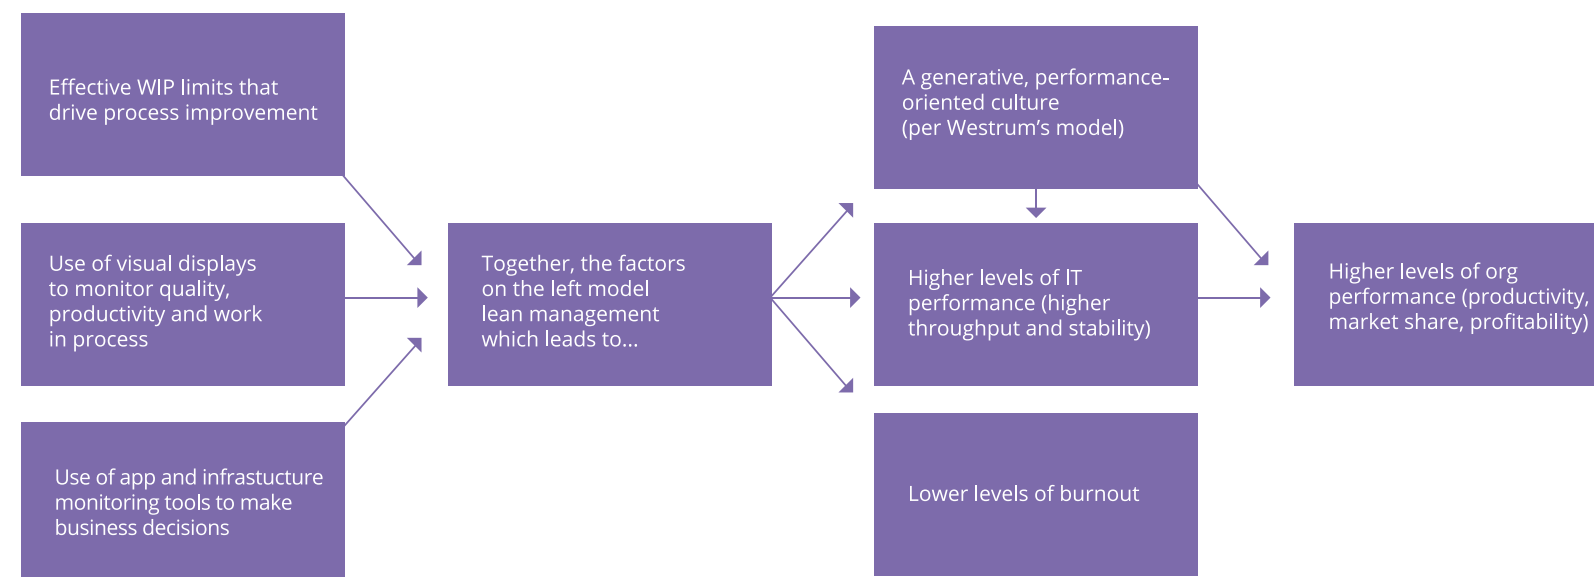 Effective WIP limits that
drive process improvement
Use of visual displays
to monitor quality,
productivity and work
in process
Use of app and infrastucture
monitoring tools to make
business decisions
Together, the factors
on the left model
lean management
which leads to...
A generative, performance-
oriented culture
(per Westrum's model)
Higher levels of IT
performance (higher
throughput and stability)
Lower levels of burnout
Higher levels of org
performance (productivity,
market share, profitability)